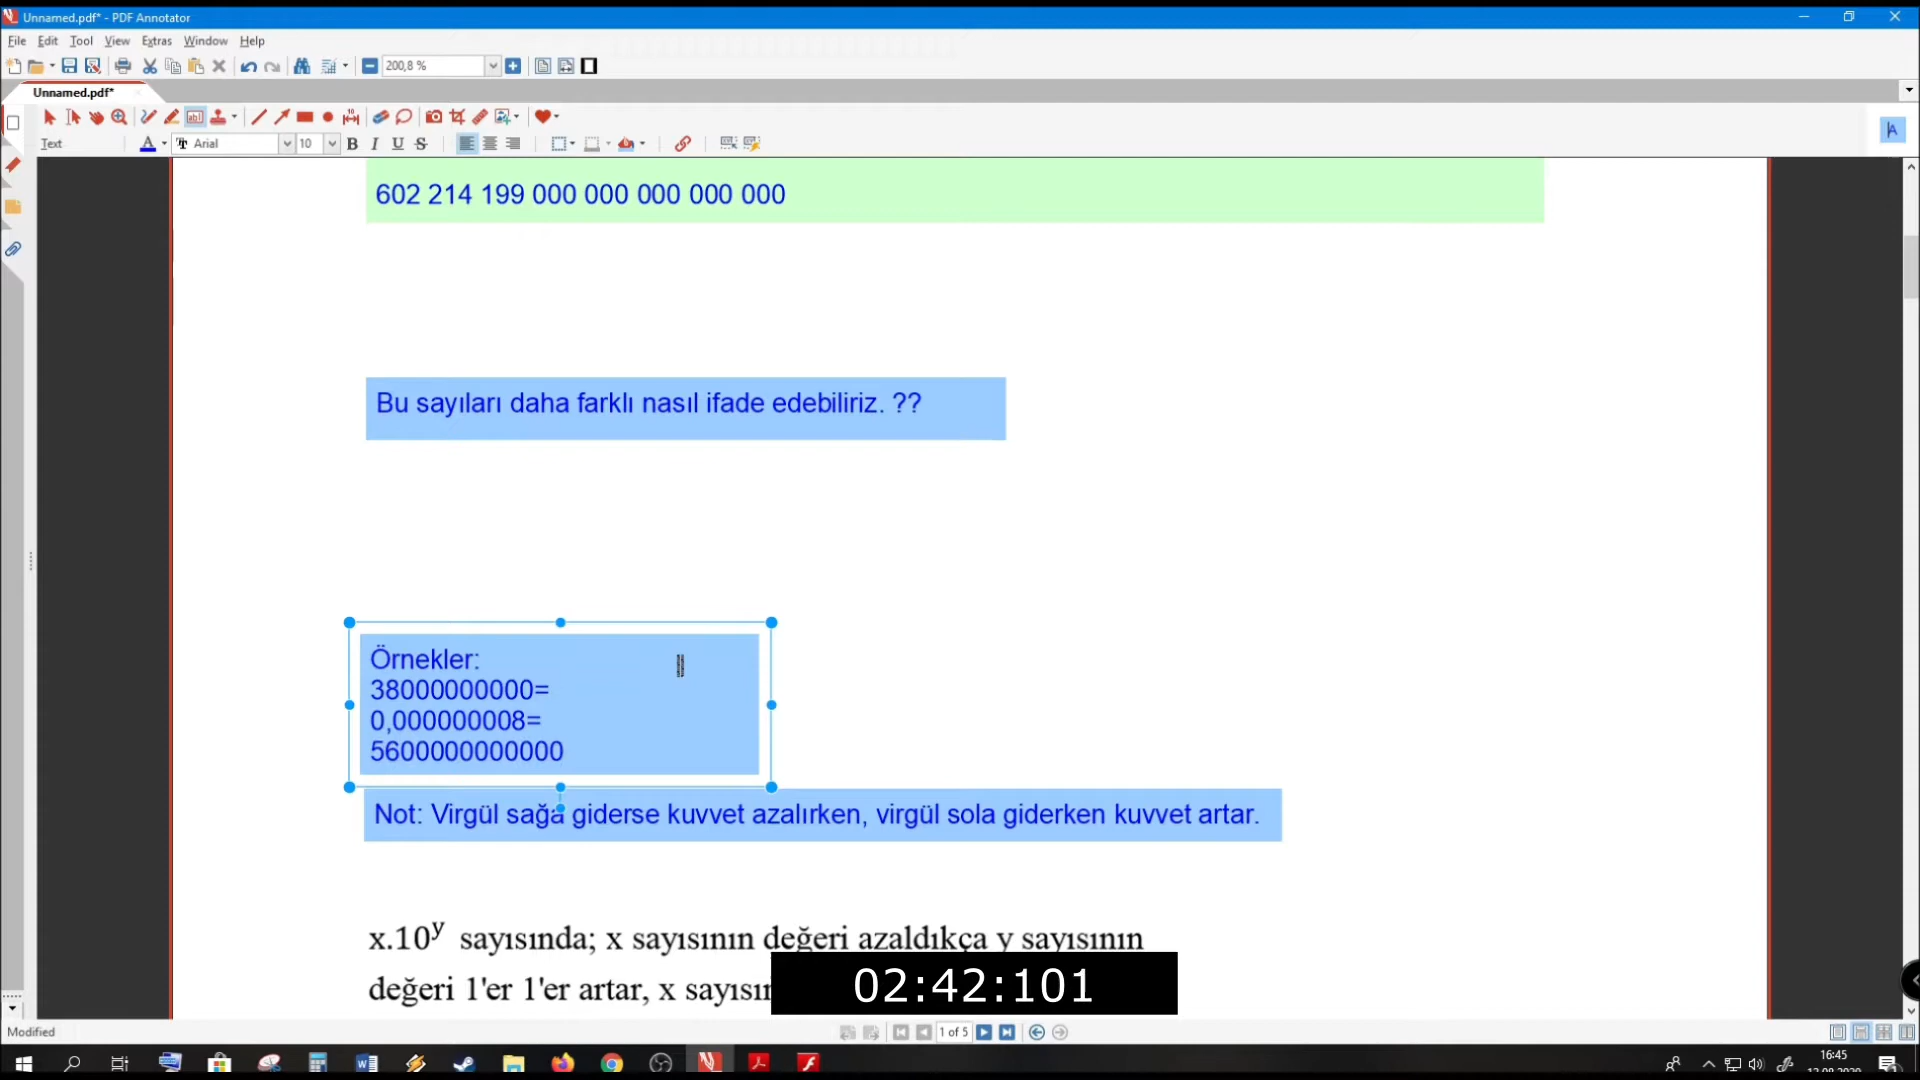 Unnamed.pdf* - PDF Annotator
File Edit Tool View Extras Window Help
200,8 %
Unnamed.pdf*
Text Arial 10 B I U S
602 214 199 000 000 000 000 000
Bu sayıları daha farklı nasıl ifade edebiliriz. ??
Örnekler:
38000000000=
0,000000008=
5600000000000
Not: Virgül sağa giderse kuvvet azalırken, virgül sola giderken kuvvet artar.
x.10^y sayısında; x sayısının değeri azaldıkça y sayısının
değeri 1'er 1'er artar, x sayısın
02:42:101
Modified
1 of 5
16:45